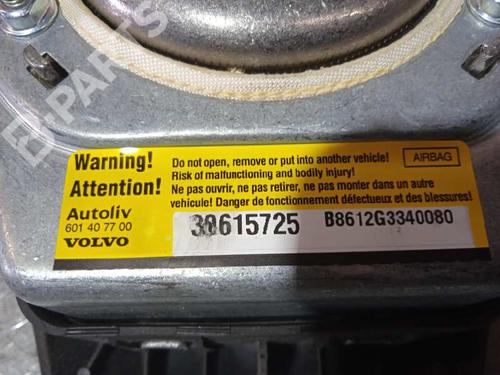 Warning!
Attention!
Do not open, remove or put into another vehicle!
Risk of malfunctioning and bodily injury!
Ne pas ouvrir, ne pas retirer, ne pas monter dans un autre
véhicule! Danger de fonctionnement défectueux et des blessures!
AIRBAG
Autoliv
601 40 77 00
VOLVO
30615725
B8612G3340080
B-PARTS